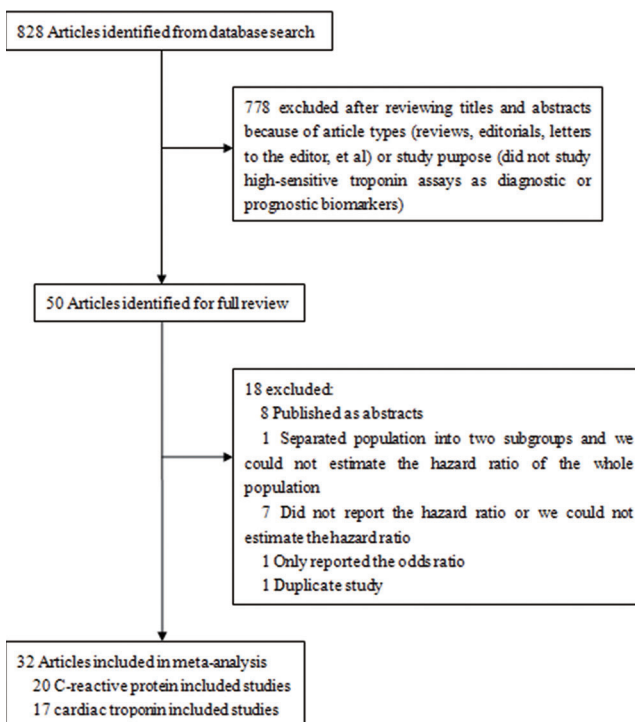 828 Articles identified from database search
778 excluded after reviewing titles and abstracts
because of article types (reviews, editorials, letters
to the editor, et al) or study purpose (did not study
high-sensitive troponin assays as diagnostic or
prognostic biomarkers)
50 Articles identified for full review
18 excluded:
8 Published as abstracts
1 Separated population into two subgroups and we
could not estimate the hazard ratio of the whole
population
7 Did not report the hazard ratio or we could not
estimate the hazard ratio
1 Only reported the odds ratio
1 Duplicate study
32 Articles included in meta-analysis
20 C-reactive protein included studies
17 cardiac troponin included studies